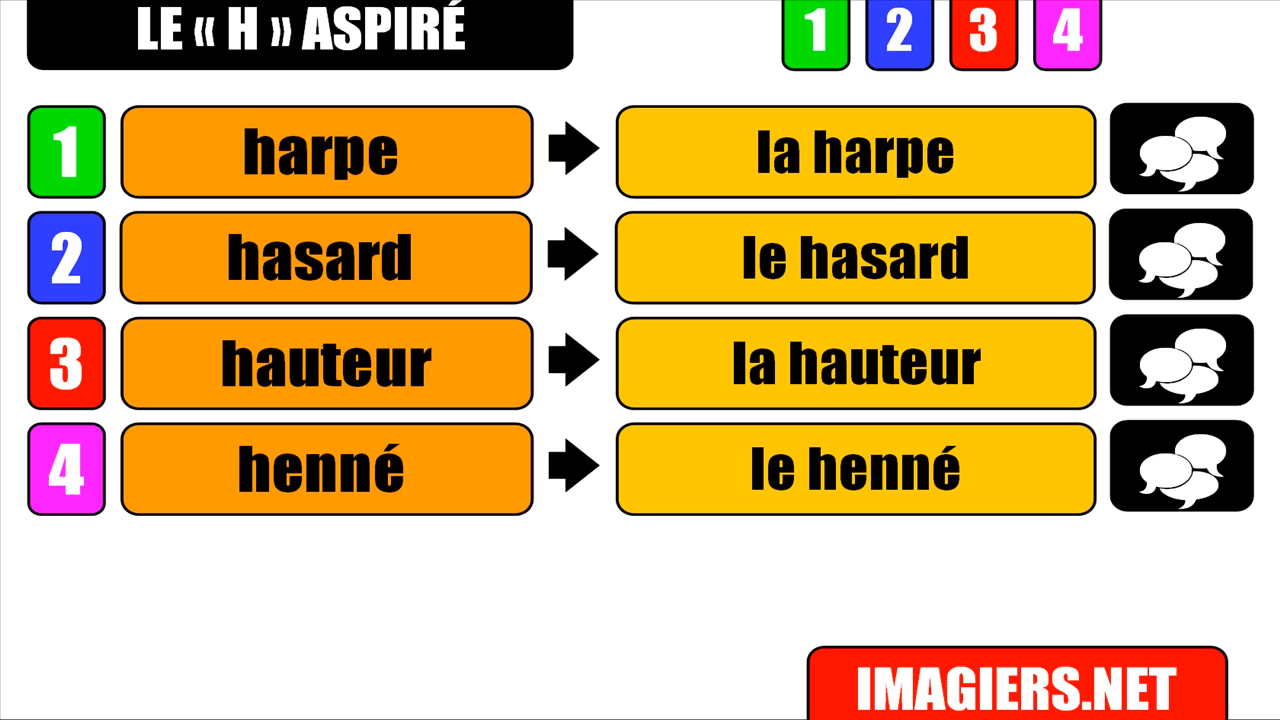 LE « H » ASPIRÉ
1 2 3 4
1 harpe la harpe
2 hasard le hasard
3 hauteur la hauteur
4 henné le henné
IMAGIERS.NET